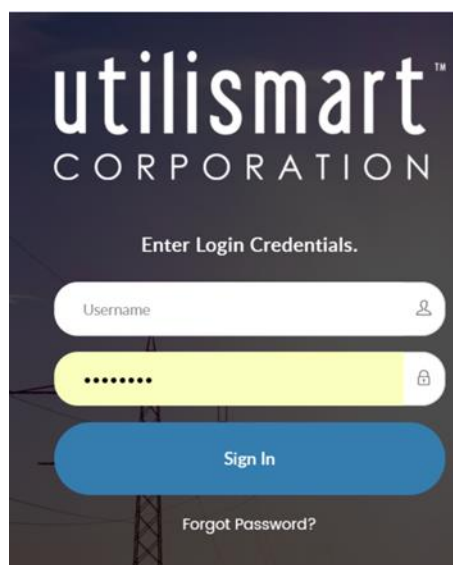 utilismart™
CORPORATION
Enter Login Credentials.
Username
••••••••
Sign In
Forgot Password?